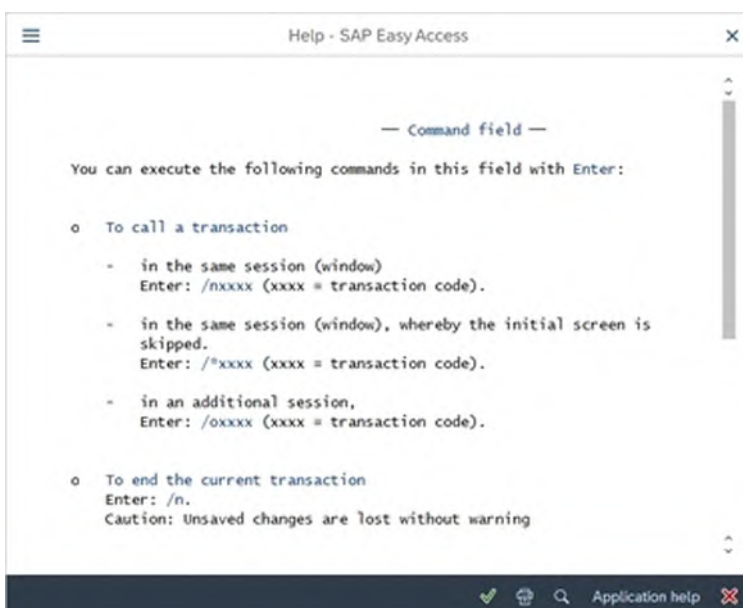 Help - SAP Easy Access
— Command field —
You can execute the following commands in this field with Enter:
o To call a transaction
- in the same session (window)
Enter: /nxxxx (xxxx = transaction code).
- in the same session (window), whereby the initial screen is
skipped.
Enter: /*xxxx (xxxx = transaction code).
- in an additional session,
Enter: /oxxxx (xxxx = transaction code).
o To end the current transaction
Enter: /n.
Caution: Unsaved changes are lost without warning
Application help